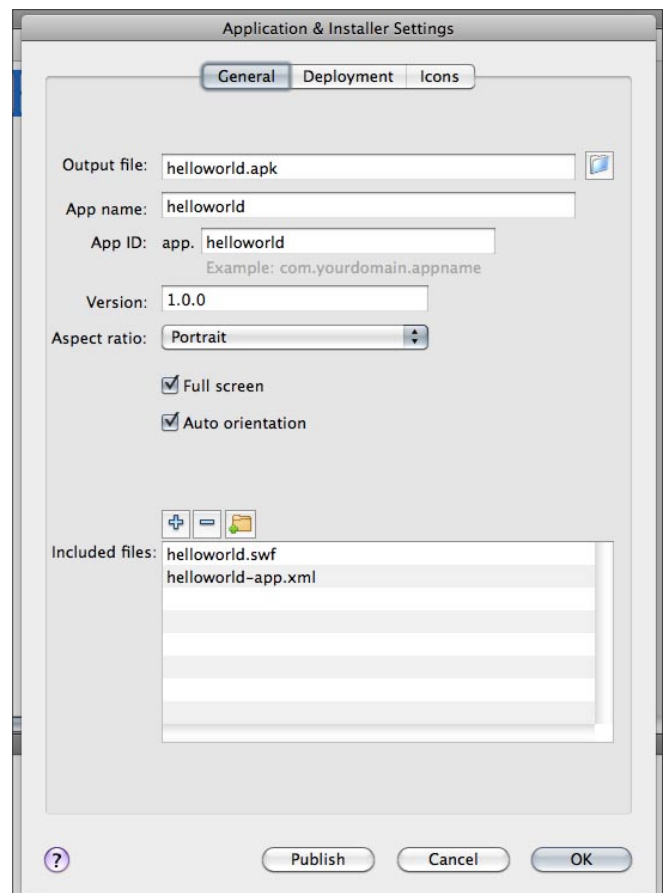 Application & Installer Settings
General Deployment Icons
Output file: helloworld.apk
App name: helloworld
App ID: app. helloworld
Example: com.yourdomain.appname
Version: 1.0.0
Aspect ratio: Portrait
Full screen
Auto orientation
Included files: helloworld.swf
helloworld-app.xml
? Publish Cancel OK